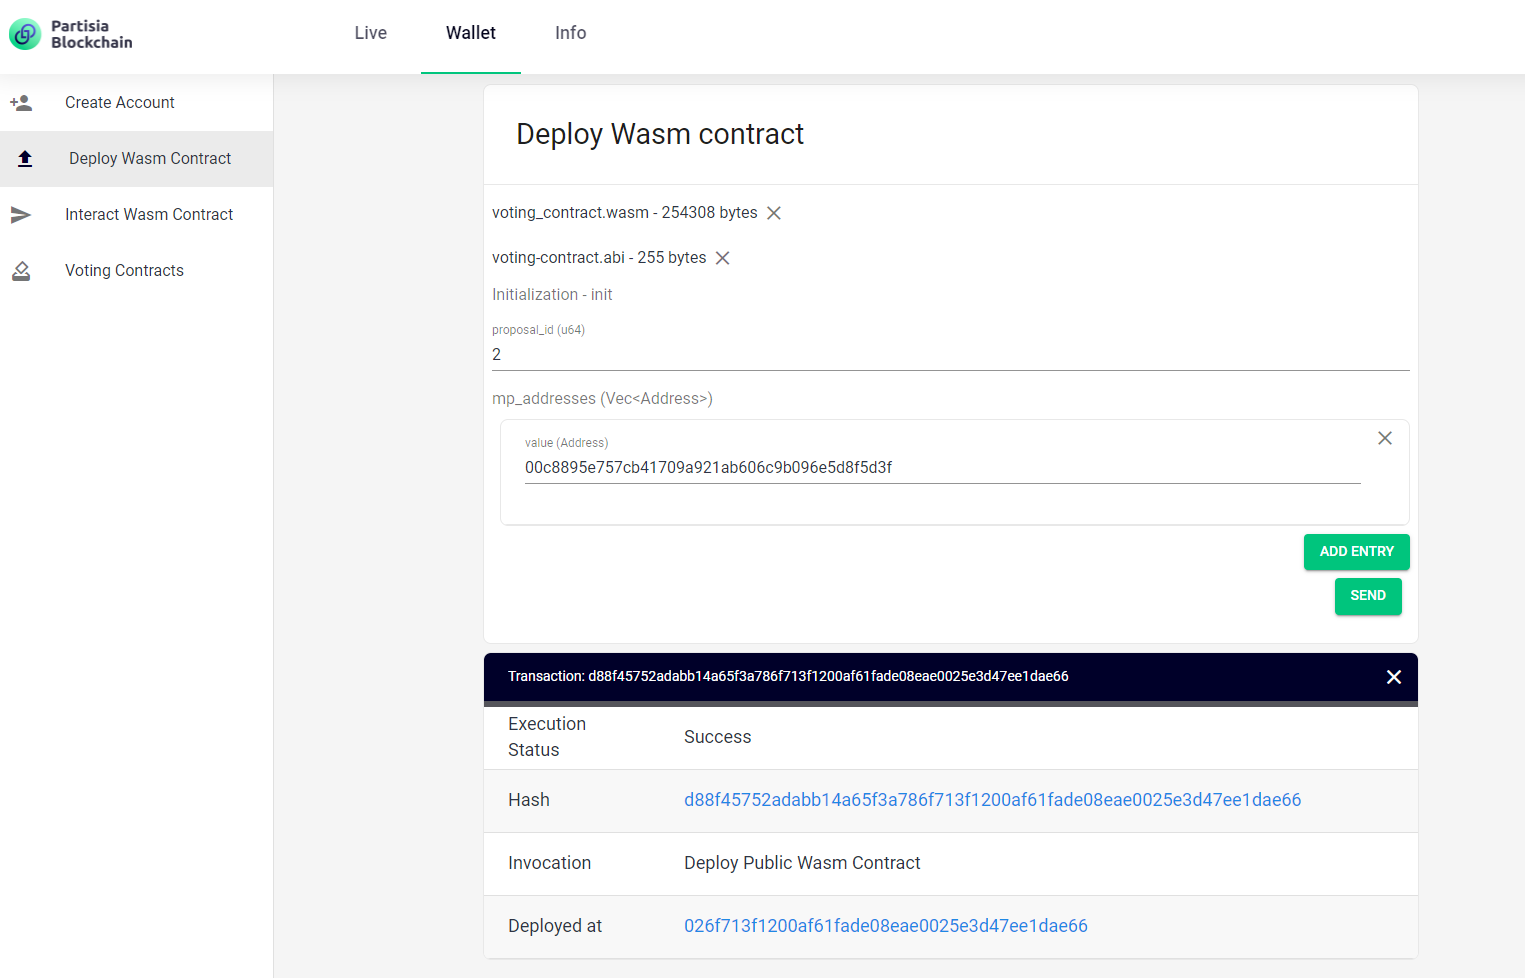 Partisia
Blockchain
Live
Wallet
Info
Create Account
Deploy Wasm Contract
Interact Wasm Contract
Voting Contracts
Deploy Wasm contract
voting_contract.wasm - 254308 bytes
voting-contract.abi - 255 bytes
Initialization - init
proposal_id (u64)
2
mp_addresses (Vec<Address>)
value (Address)
00c8895e757cb41709a921ab606c9b096e5d8f5d3f
ADD ENTRY
SEND
Transaction: d88f45752adabb14a65f3a786f713f1200af61fade08eae0025e3d47ee1dae66
Execution
Status
Success
Hash
d88f45752adabb14a65f3a786f713f1200af61fade08eae0025e3d47ee1dae66
Invocation
Deploy Public Wasm Contract
Deployed at
026f713f1200af61fade08eae0025e3d47ee1dae66